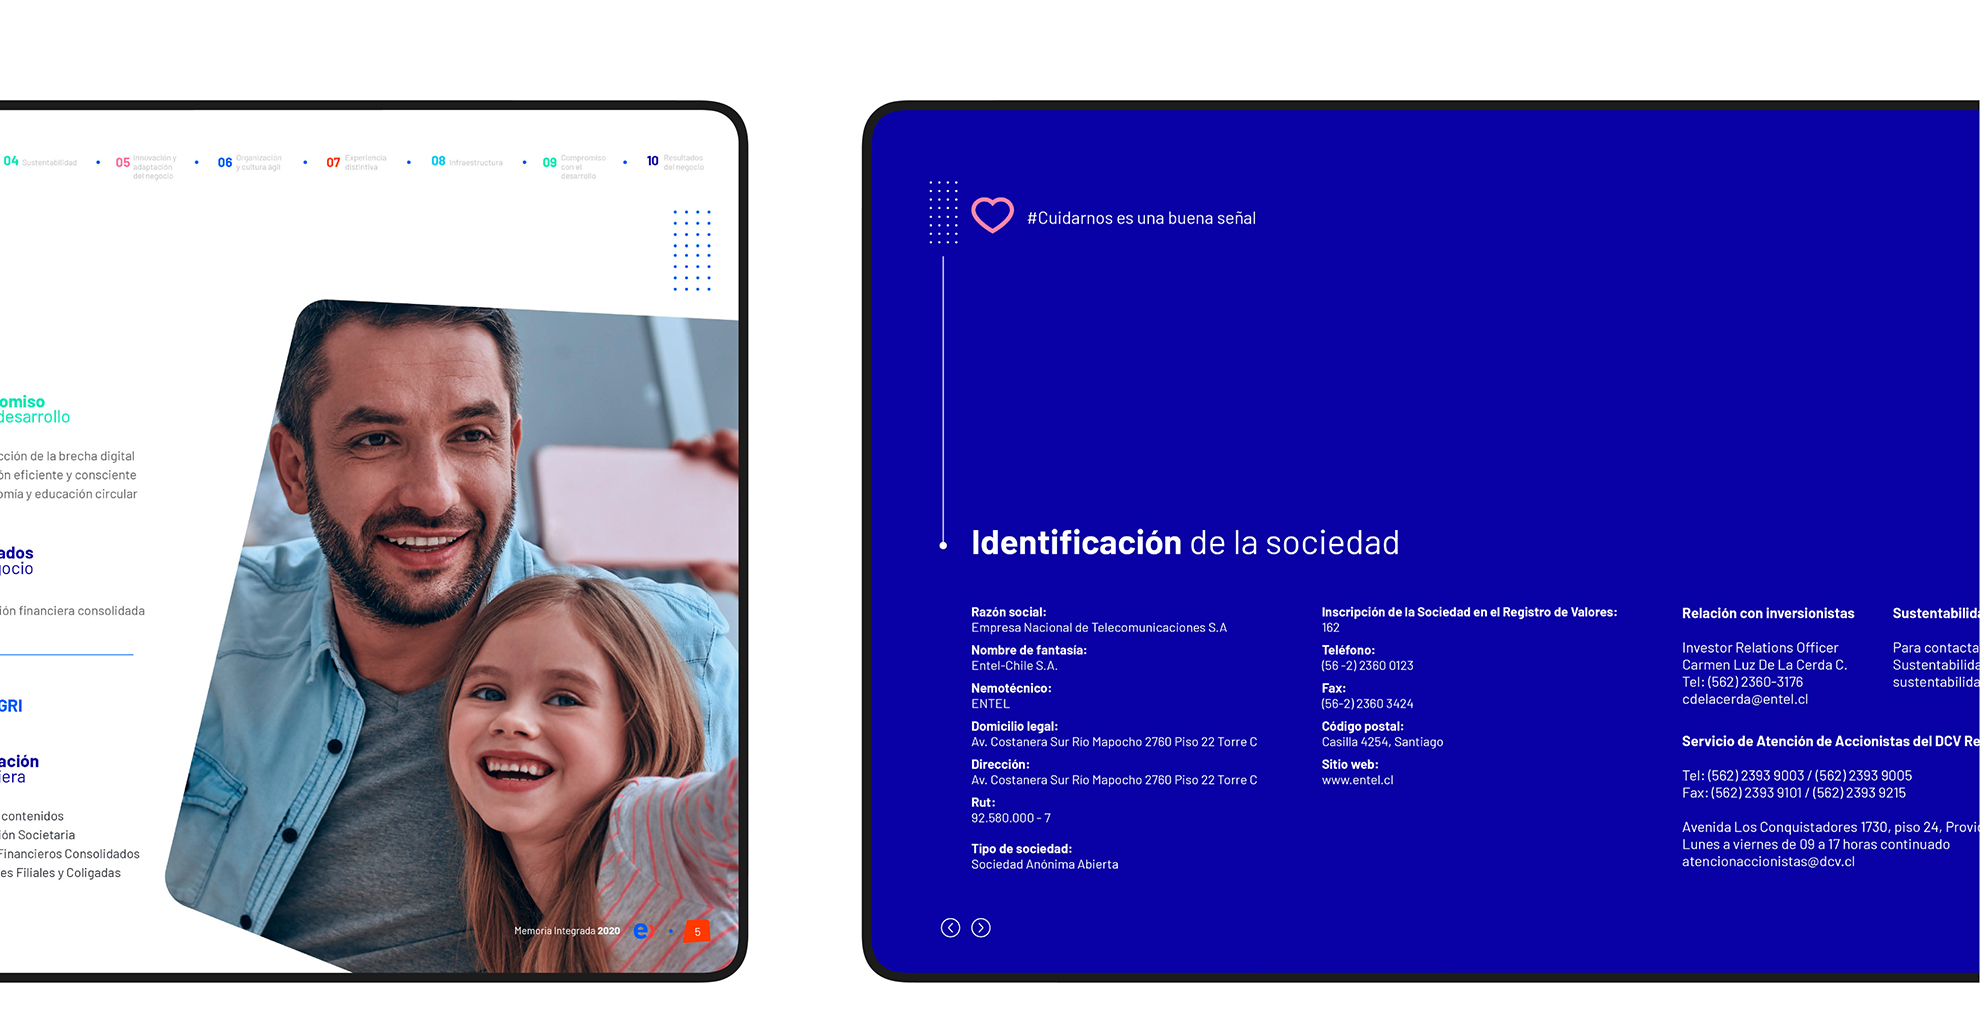 04 Sustentabilidad
05 Innovación y
adaptación
del negocio
06 Organización
y cultura ágil
07 Experiencia
distintiva
08 Infraestructura
09 Compromiso
con el
desarrollo
10 Resultados
del negocio
omiso
desarrollo
cción de la brecha digital
ón eficiente y consciente
omía y educación circular
ados
gocio
ión financiera consolidada
GRI
ación
iera
contenidos
ión Societaria
Financieros Consolidados
es Filiales y Coligadas
Memoria Integrada 2020 e 5
#Cuidarnos es una buena señal
Identificación de la sociedad
Razón social:
Empresa Nacional de Telecomunicaciones S.A
Nombre de fantasía:
Entel-Chile S.A.
Nemotécnico:
ENTEL
Domicilio legal:
Av. Costanera Sur Río Mapocho 2760 Piso 22 Torre C
Dirección:
Av. Costanera Sur Río Mapocho 2760 Piso 22 Torre C
Rut:
92.580.000 - 7
Tipo de sociedad:
Sociedad Anónima Abierta
Inscripción de la Sociedad en el Registro de Valores:
162
Teléfono:
(56 -2) 2360 0123
Fax:
(56-2) 2360 3424
Código postal:
Casilla 4254, Santiago
Sitio web:
www.entel.cl
Relación con inversionistas
Investor Relations Officer
Carmen Luz De La Cerda C.
Tel: (562) 2360-3176
cdelacerda@entel.cl
Sustentabilida
Para contacta
Sustentabilida
sustentabilida
Servicio de Atención de Accionistas del DCV Re
Tel: (562) 2393 9003 / (562) 2393 9005
Fax: (562) 2393 9101 / (562) 2393 9215
Avenida Los Conquistadores 1730, piso 24, Provi
Lunes a viernes de 09 a 17 horas continuado
atencionaccionistas@dcv.cl